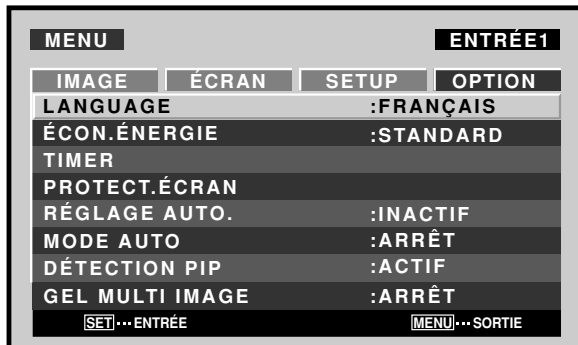 MENU ENTRÉE1
IMAGE ÉCRAN SETUP OPTION
LANGUAGE :FRANÇAIS
ÉCON.ÉNERGIE :STANDARD
TIMER
PROTECT.ÉCRAN
RÉGLAGE AUTO. :INACTIF
MODE AUTO :ARRÊT
DÉTECTION PIP :ACTIF
GEL MULTI IMAGE :ARRÊT
SET···ENTRÉE MENU···SORTIE